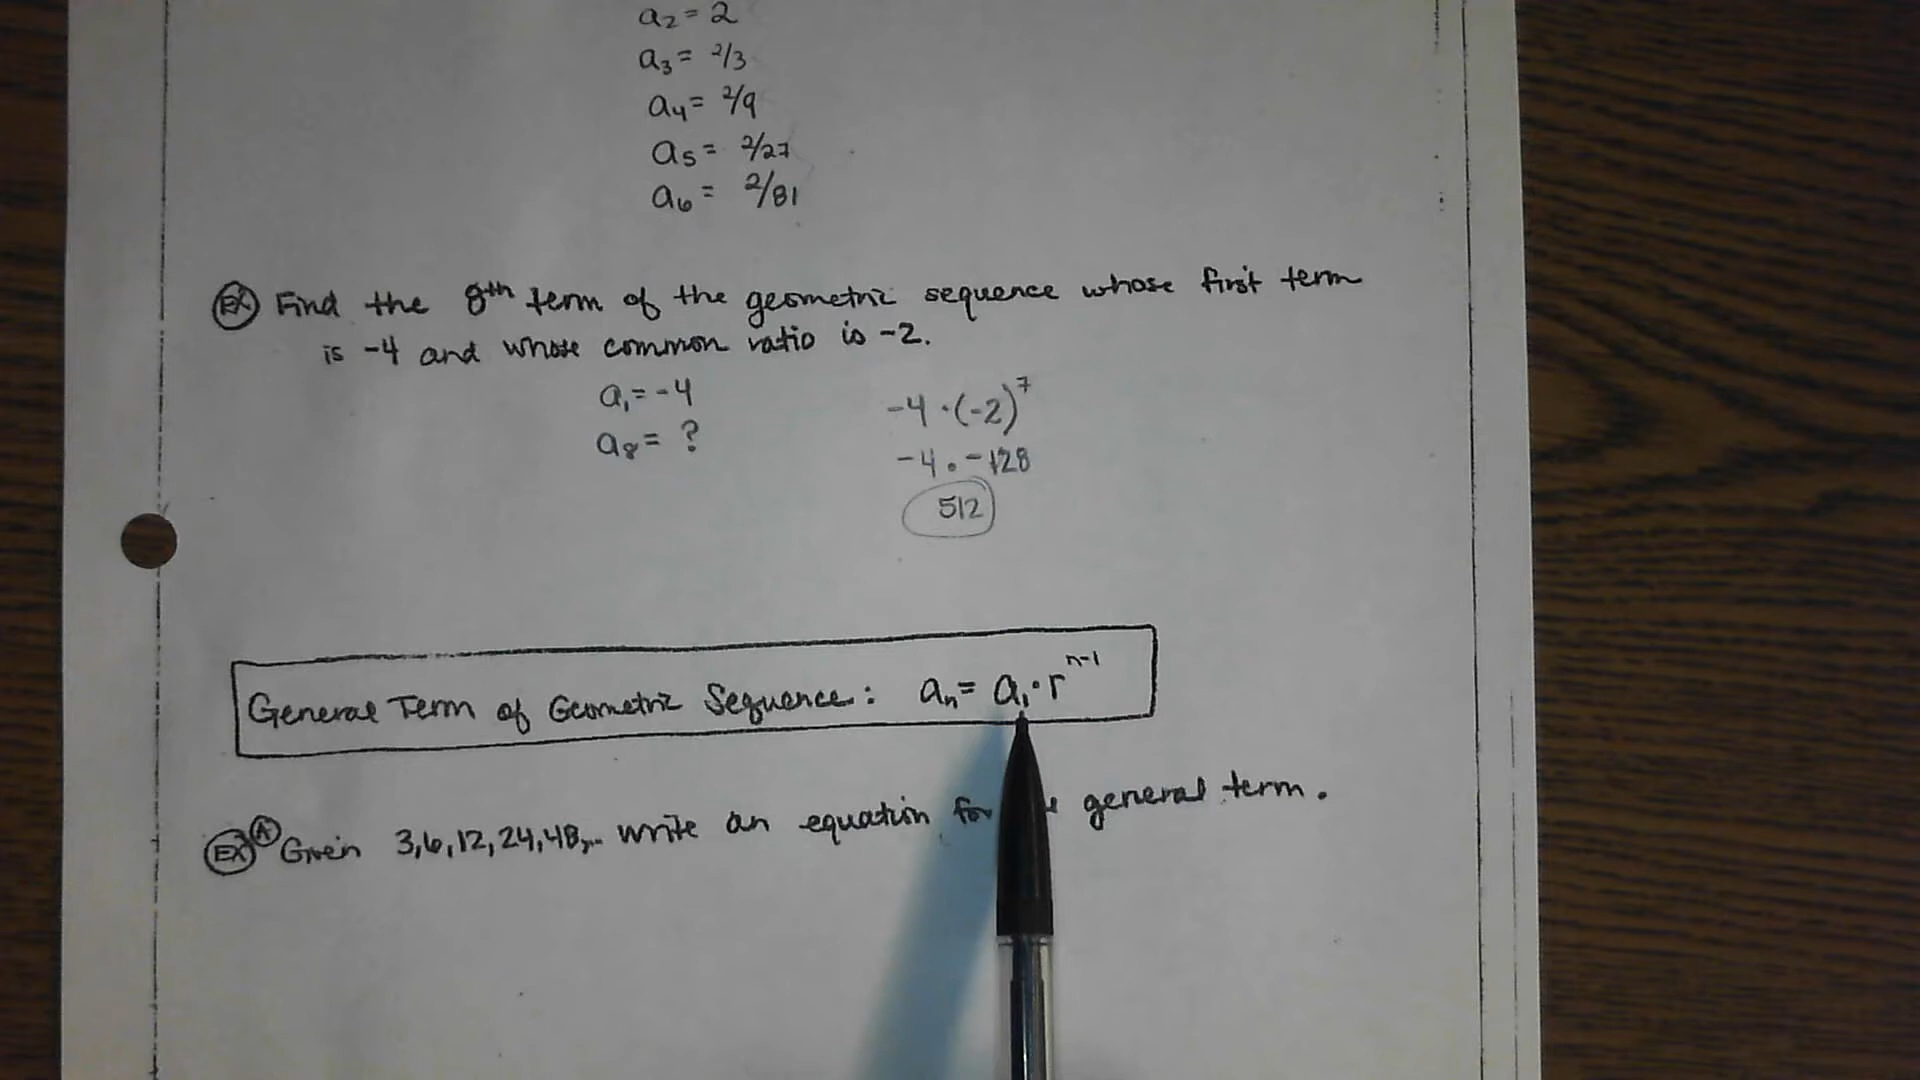 a₂ = 2
a₃ = 2/3
a₄ = 2/9
a₅ = 2/27
a₆ = 2/81
EX Find the 8th term of the geometric sequence whose first term
is -4 and whose common ratio is -2.
a₁ = -4
a₈ = ?
-4 · (-2)⁷
-4 · -128
512
General Term of Geometric Sequence: aₙ = a₁ · rⁿ⁻¹
EX A Given 3,6,12,24,48,... write an equation for general term.